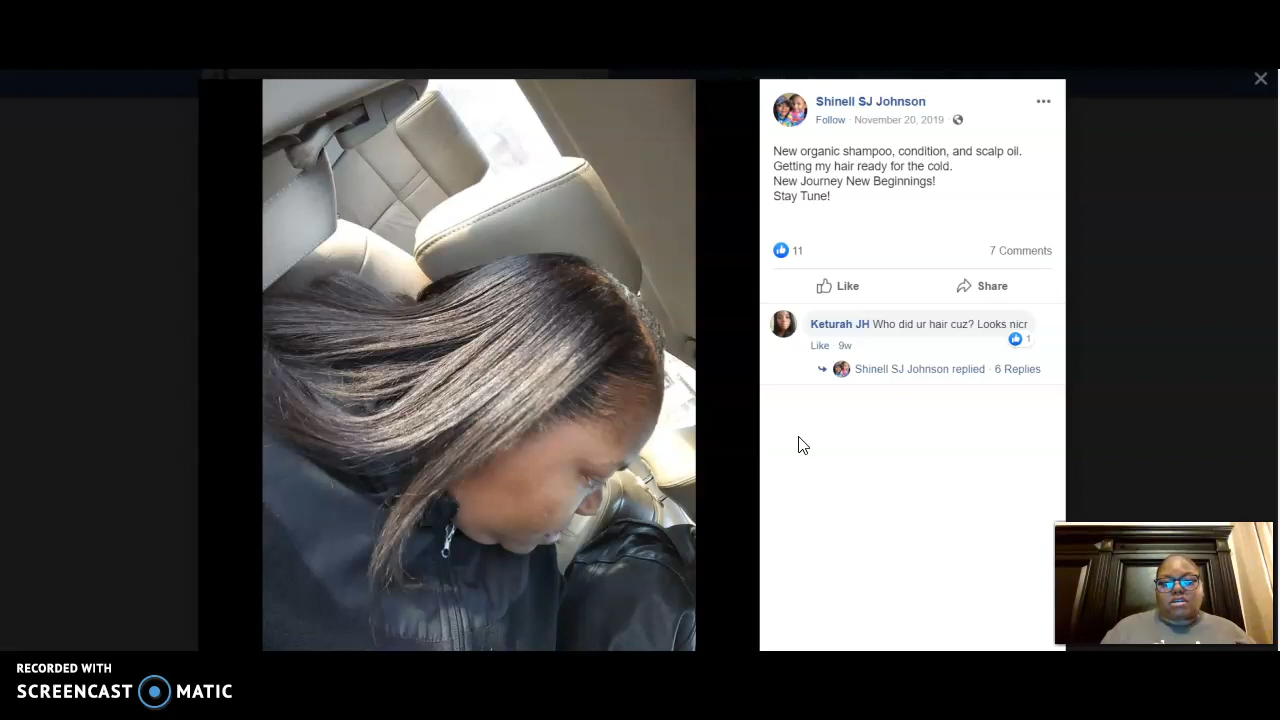 Shinell SJ Johnson
Follow · November 20, 2019 ·
New organic shampoo, condition, and scalp oil.
Getting my hair ready for the cold.
New Journey New Beginnings!
Stay Tune!
11
7 Comments
Like
Share
Keturah JH Who did ur hair cuz? Looks nicr
1
Like · 9w
Shinell SJ Johnson replied · 6 Replies
RECORDED WITH
SCREENCAST MATIC